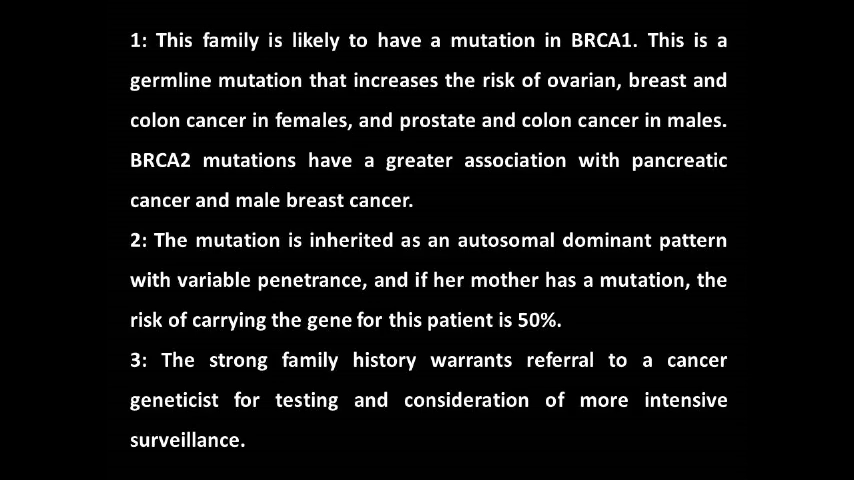 1: This family is likely to have a mutation in BRCA1. This is a
germline mutation that increases the risk of ovarian, breast and
colon cancer in females, and prostate and colon cancer in males.
BRCA2 mutations have a greater association with pancreatic
cancer and male breast cancer.
2: The mutation is inherited as an autosomal dominant pattern
with variable penetrance, and if her mother has a mutation, the
risk of carrying the gene for this patient is 50%.
3: The strong family history warrants referral to a cancer
geneticist for testing and consideration of more intensive
surveillance.